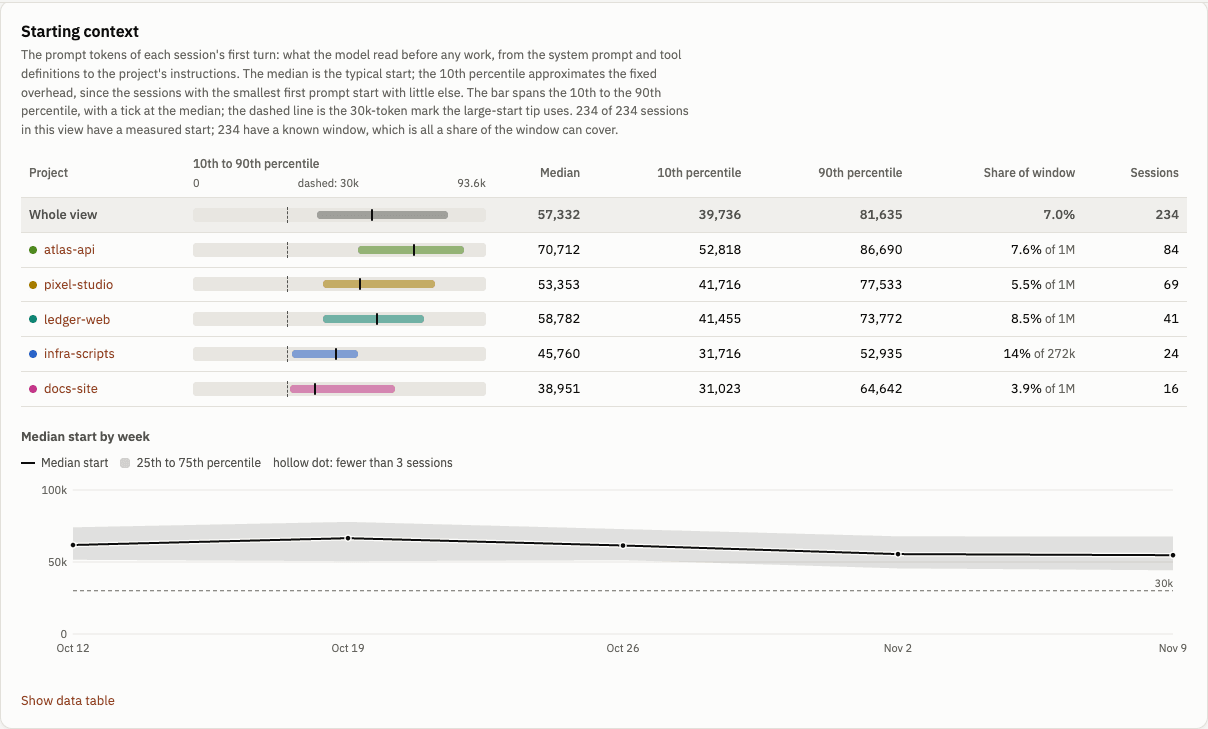 Starting context
The prompt tokens of each session's first turn: what the model read before any work, from the system prompt and tool
definitions to the project's instructions. The median is the typical start; the 10th percentile approximates the fixed
overhead, since the sessions with the smallest first prompt start with little else. The bar spans the 10th to the 90th
percentile, with a tick at the median; the dashed line is the 30k-token mark the large-start tip uses. 234 of 234 sessions
in this view have a measured start; 234 have a known window, which is all a share of the window can cover.
Project 10th to 90th percentile Median 10th percentile 90th percentile Share of window Sessions
0 dashed: 30k 93.6k
Whole view 57,332 39,736 81,635 7.0% 234
atlas-api 70,712 52,818 86,690 7.6% of 1M 84
pixel-studio 53,353 41,716 77,533 5.5% of 1M 69
ledger-web 58,782 41,455 73,772 8.5% of 1M 41
infra-scripts 45,760 31,716 52,935 14% of 272k 24
docs-site 38,951 31,023 64,642 3.9% of 1M 16
Median start by week
Median start 25th to 75th percentile hollow dot: fewer than 3 sessions
100k
50k
30k
0
Oct 12 Oct 19 Oct 26 Nov 2 Nov 9
Show data table